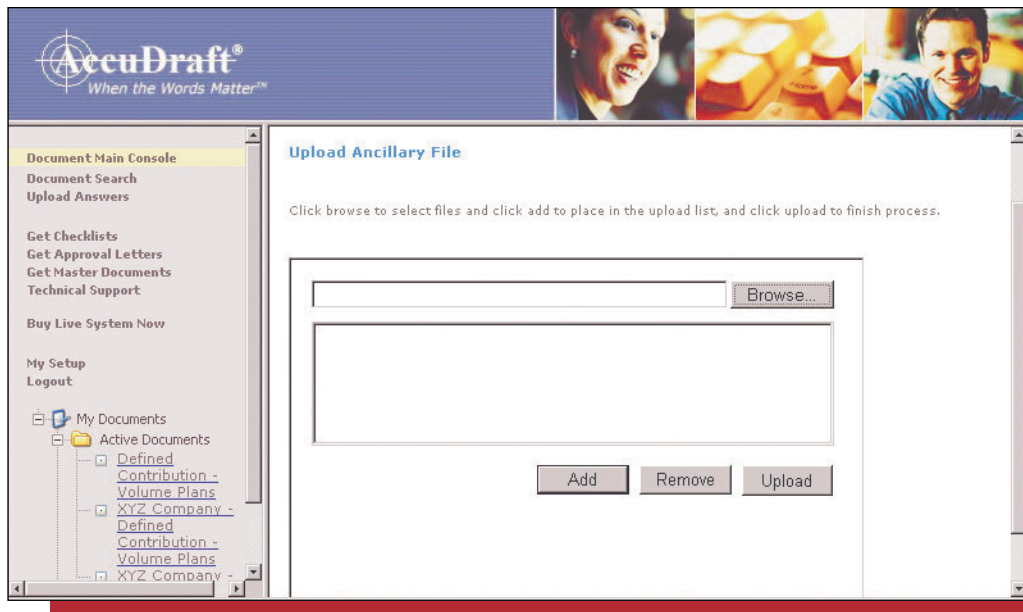 AccuDraft®
When the Words Matter™
Document Main Console
Document Search
Upload Answers
Get Checklists
Get Approval Letters
Get Master Documents
Technical Support
Buy Live System Now
My Setup
Logout
My Documents
Active Documents
Defined
Contribution -
Volume Plans
XYZ Company -
Defined
Contribution -
Volume Plans
XYZ Company -
Upload Ancillary File
Click browse to select files and click add to place in the upload list, and click upload to finish process.
Browse...
Add
Remove
Upload